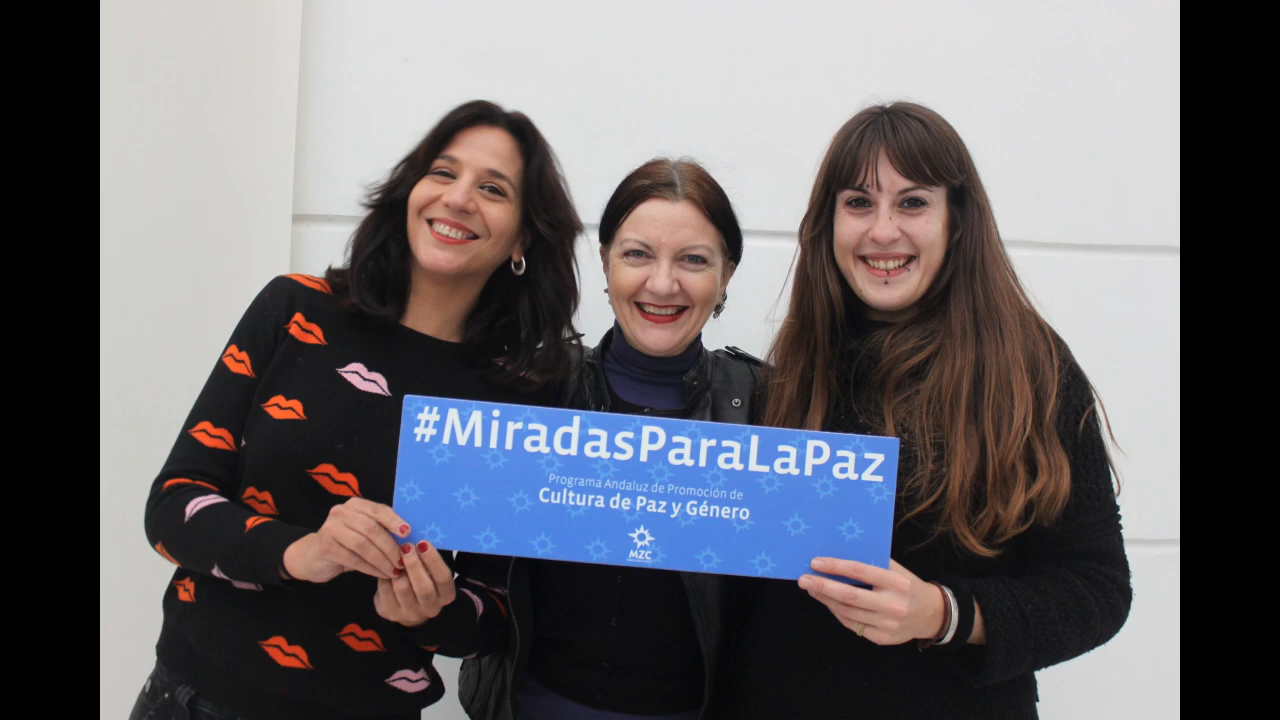 #MiradasParaLaPaz
Programa Andaluz de Promoción de
Cultura de Paz y Género
MZC